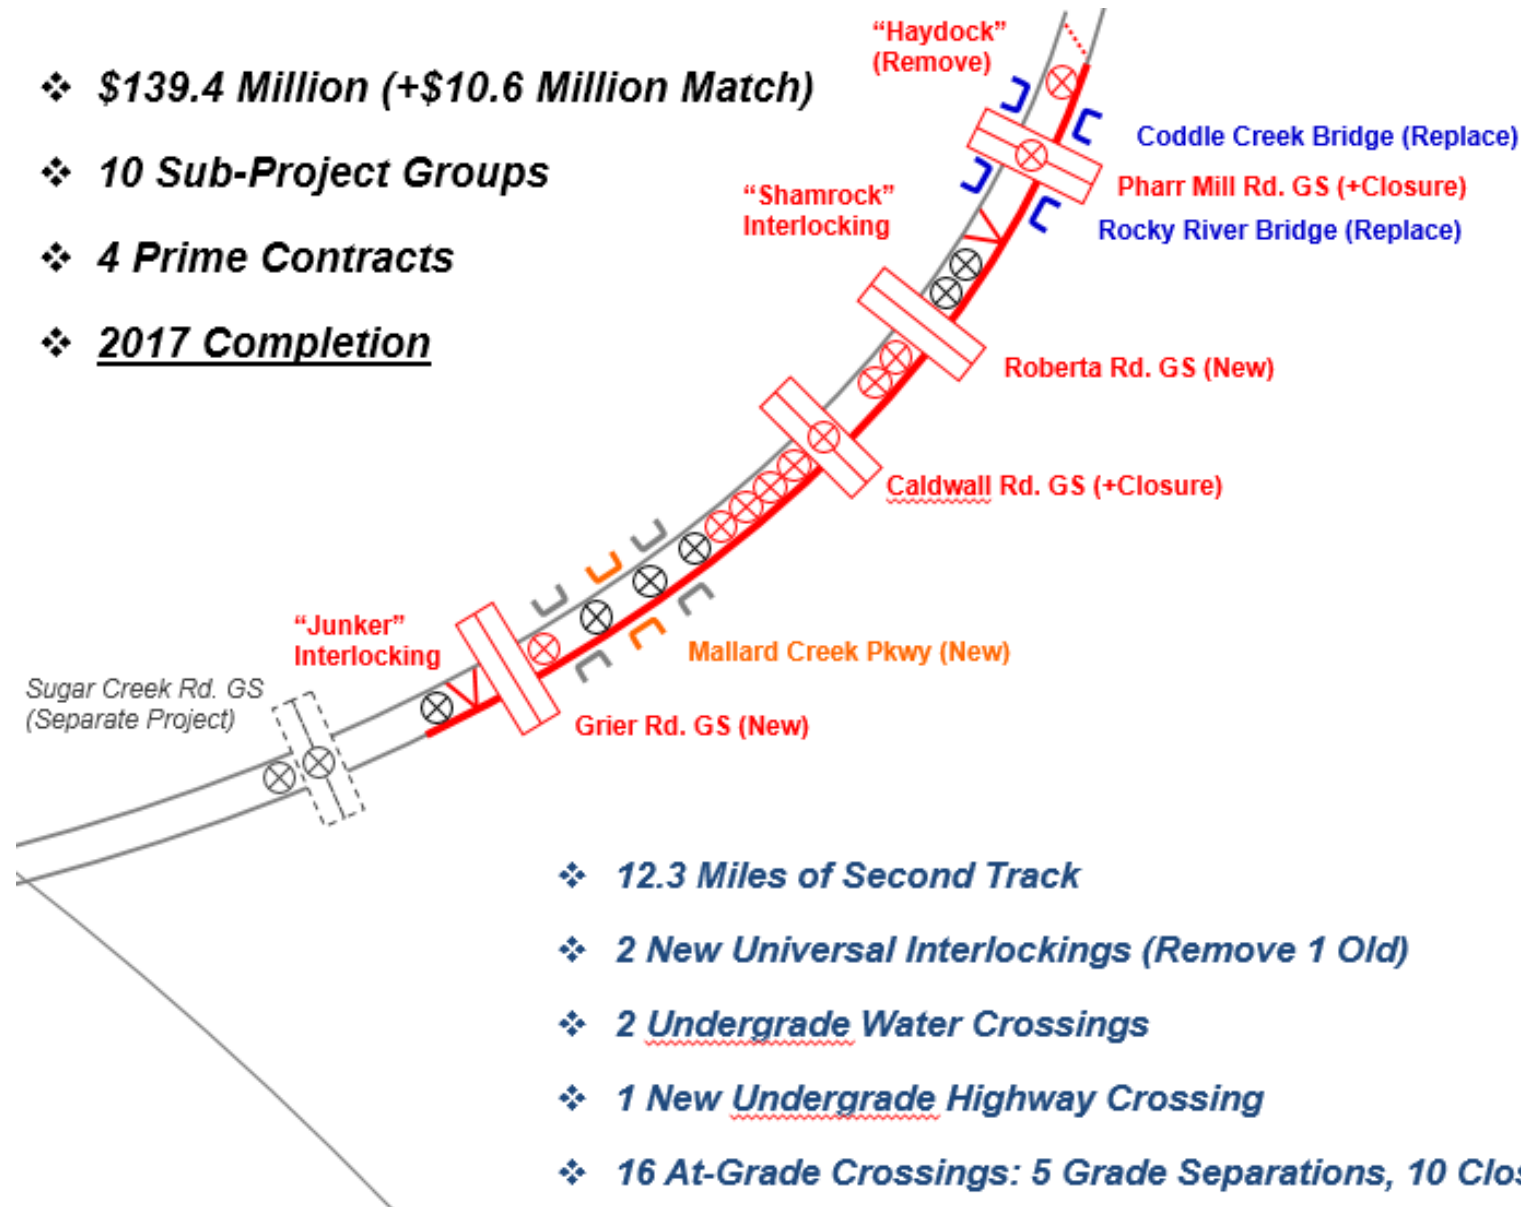 ❖ $139.4 Million (+$10.6 Million Match)
❖ 10 Sub-Project Groups
❖ 4 Prime Contracts
❖ 2017 Completion
“Haydock”
(Remove)
Coddle Creek Bridge (Replace)
Pharr Mill Rd. GS (+Closure)
Rocky River Bridge (Replace)
“Shamrock”
Interlocking
Roberta Rd. GS (New)
Caldwall Rd. GS (+Closure)
Mallard Creek Pkwy (New)
“Junker”
Interlocking
Grier Rd. GS (New)
Sugar Creek Rd. GS
(Separate Project)
❖ 12.3 Miles of Second Track
❖ 2 New Universal Interlockings (Remove 1 Old)
❖ 2 Undergrade Water Crossings
❖ 1 New Undergrade Highway Crossing
❖ 16 At-Grade Crossings: 5 Grade Separations, 10